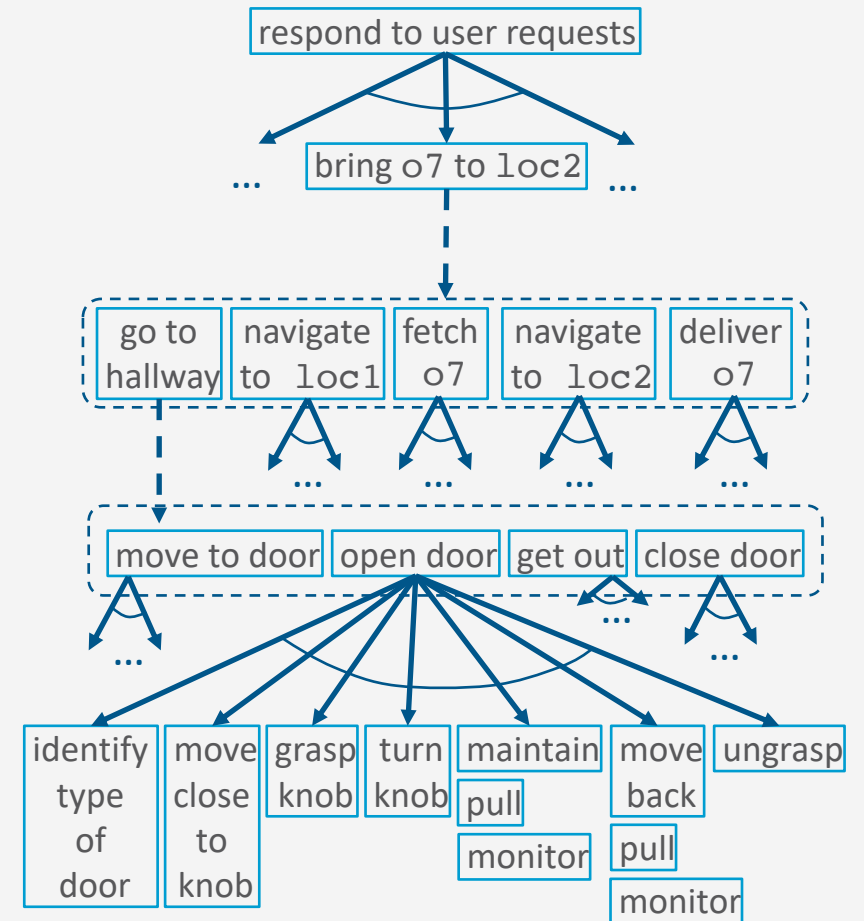 respond to user requests
...
bring o7 to loc2
...
go to
hallway
navigate
to loc1
fetch
o7
navigate
to loc2
deliver
o7
...
...
...
...
move to door
open door
get out
close door
...
...
...
identify
type
of
door
move
close
to
knob
grasp
knob
turn
knob
maintain
pull
monitor
move
back
pull
monitor
ungrasp